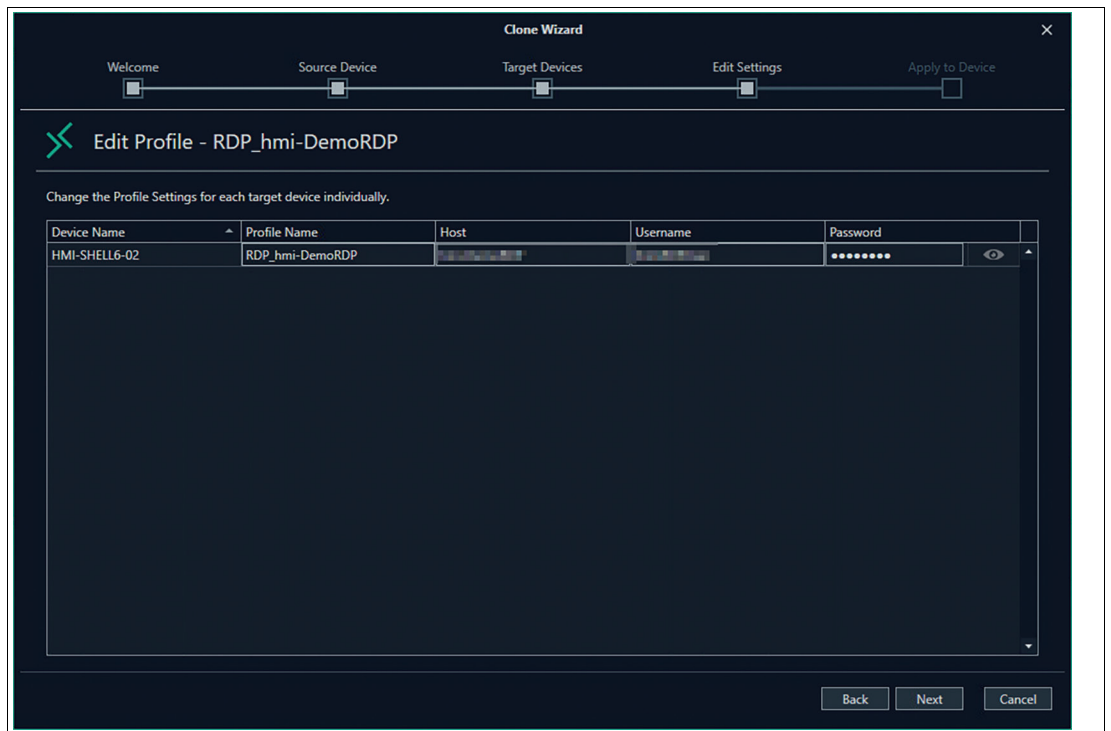 Clone Wizard
Welcome Source Device Target Devices Edit Settings Apply to Device
Edit Profile - RDP_hmi-DemoRDP
Change the Profile Settings for each target device individually.
Device Name Profile Name Host Username Password
HMI-SHELL6-02 RDP_hmi-DemoRDP ●●●●●●●●
Back Next Cancel